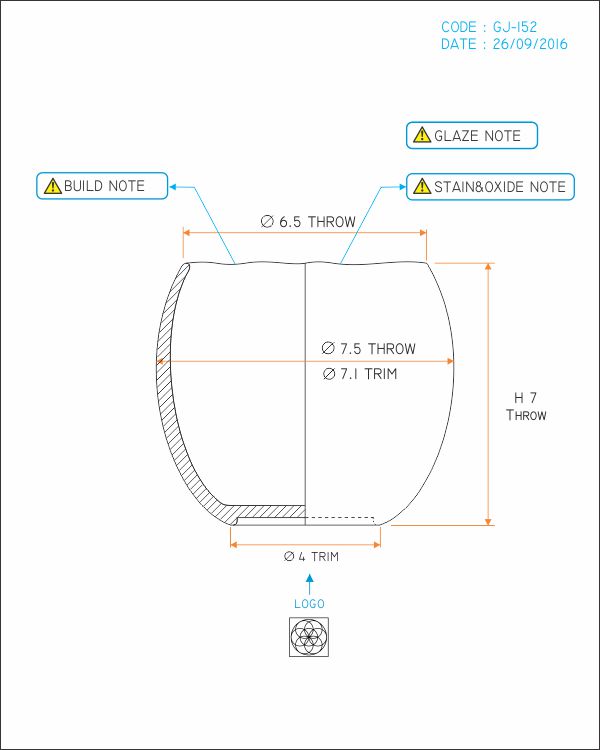 CODE : GJ-152
DATE : 26/09/2016
GLAZE NOTE
BUILD NOTE
STAIN&OXIDE NOTE
Ø 6.5 THROW
Ø 7.5 THROW
Ø 7.1 TRIM
H 7
THROW
Ø 4 TRIM
LOGO